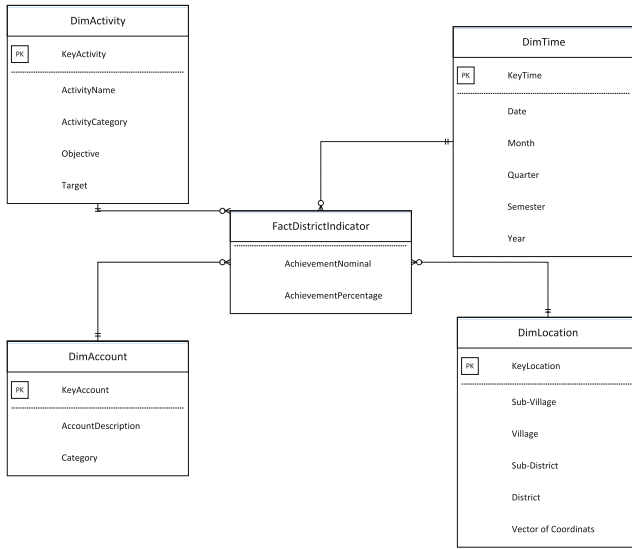 DimActivity
PK KeyActivity
ActivityName
ActivityCategory
Objective
Target
DimTime
PK KeyTime
Date
Month
Quarter
Semester
Year
FactDistrictIndicator
AchievementNominal
AchievementPercentage
DimAccount
PK KeyAccount
AccountDescription
Category
DimLocation
PK KeyLocation
Sub-Village
Village
Sub-District
District
Vector of Coordinats